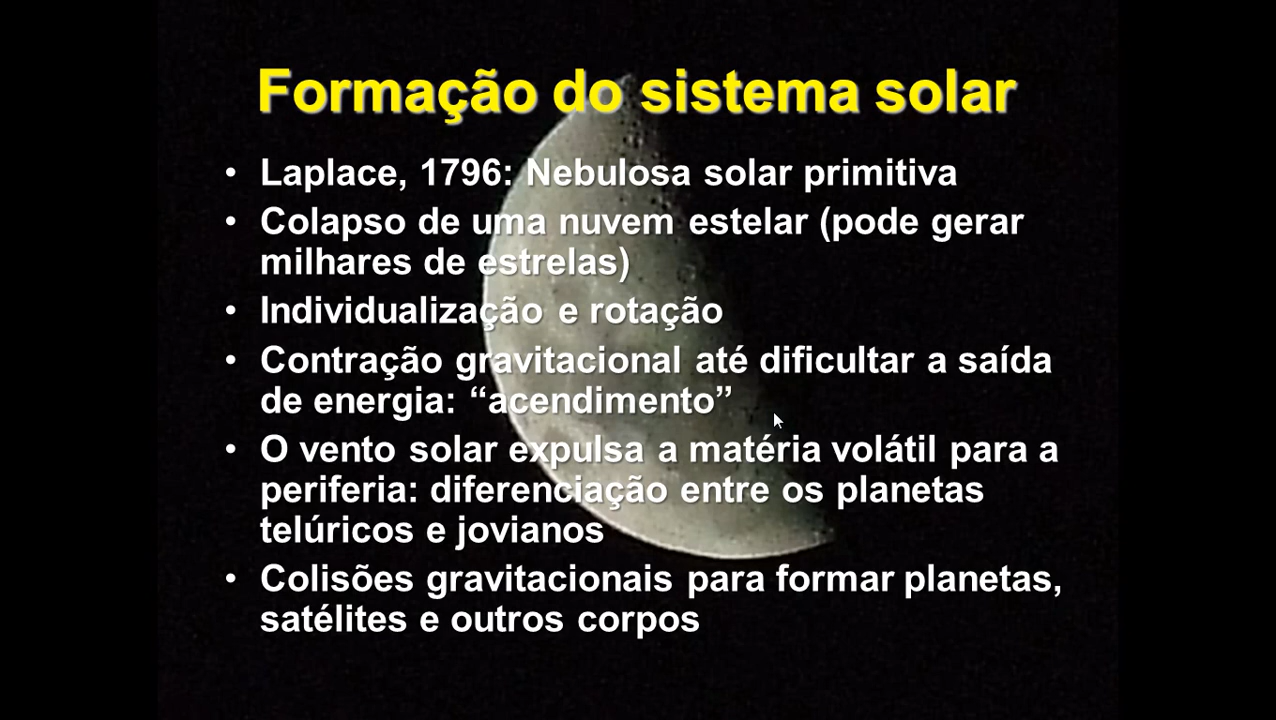 Formação do sistema solar
• Laplace, 1796: Nebulosa solar primitiva
• Colapso de uma nuvem estelar (pode gerar
milhares de estrelas)
• Individualização e rotação
• Contração gravitacional até dificultar a saída
de energia: “acendimento”
• O vento solar expulsa a matéria volátil para a
periferia: diferenciação entre os planetas
telúricos e jovianos
• Colisões gravitacionais para formar planetas,
satélites e outros corpos